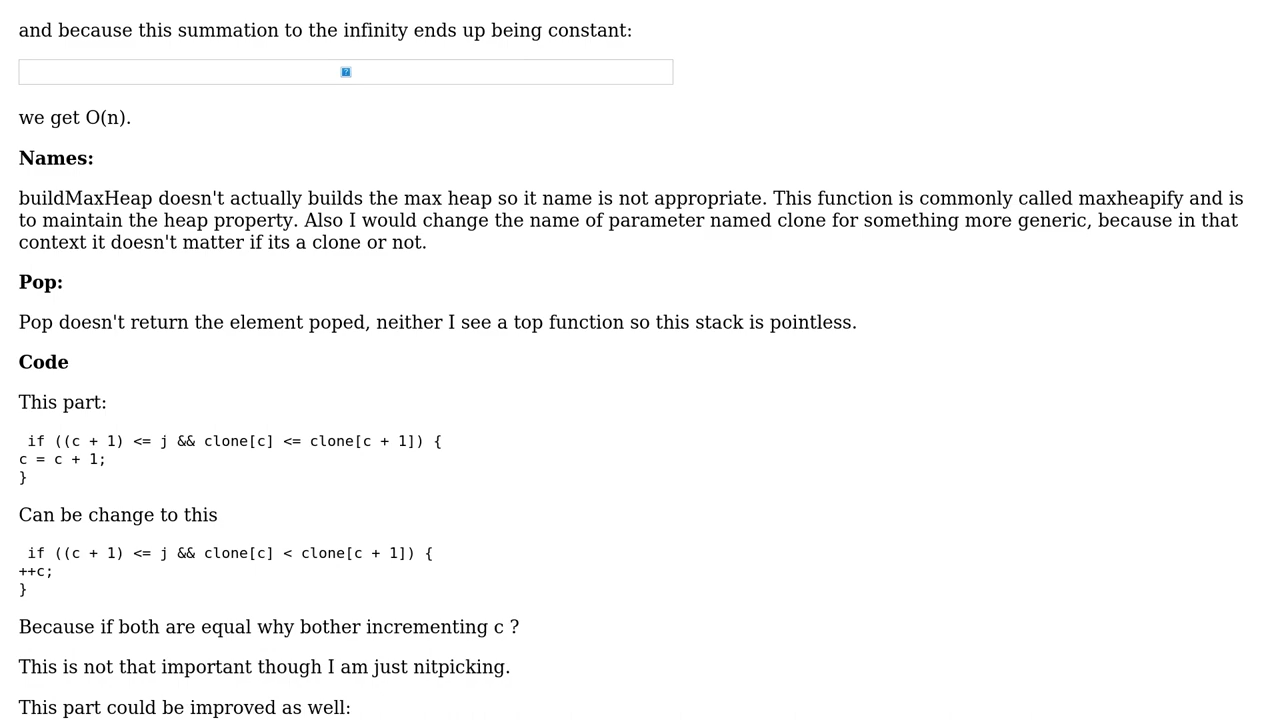 and because this summation to the infinity ends up being constant:
we get O(n).
Names:
buildMaxHeap doesn't actually builds the max heap so it name is not appropriate. This function is commonly called maxheapify and is
to maintain the heap property. Also I would change the name of parameter named clone for something more generic, because in that
context it doesn't matter if its a clone or not.
Pop:
Pop doesn't return the element poped, neither I see a top function so this stack is pointless.
Code
This part:
if ((c + 1) <= j && clone[c] <= clone[c + 1]) {
c = c + 1;
}
Can be change to this
if ((c + 1) <= j && clone[c] < clone[c + 1]) {
++c;
}
Because if both are equal why bother incrementing c ?
This is not that important though I am just nitpicking.
This part could be improved as well: